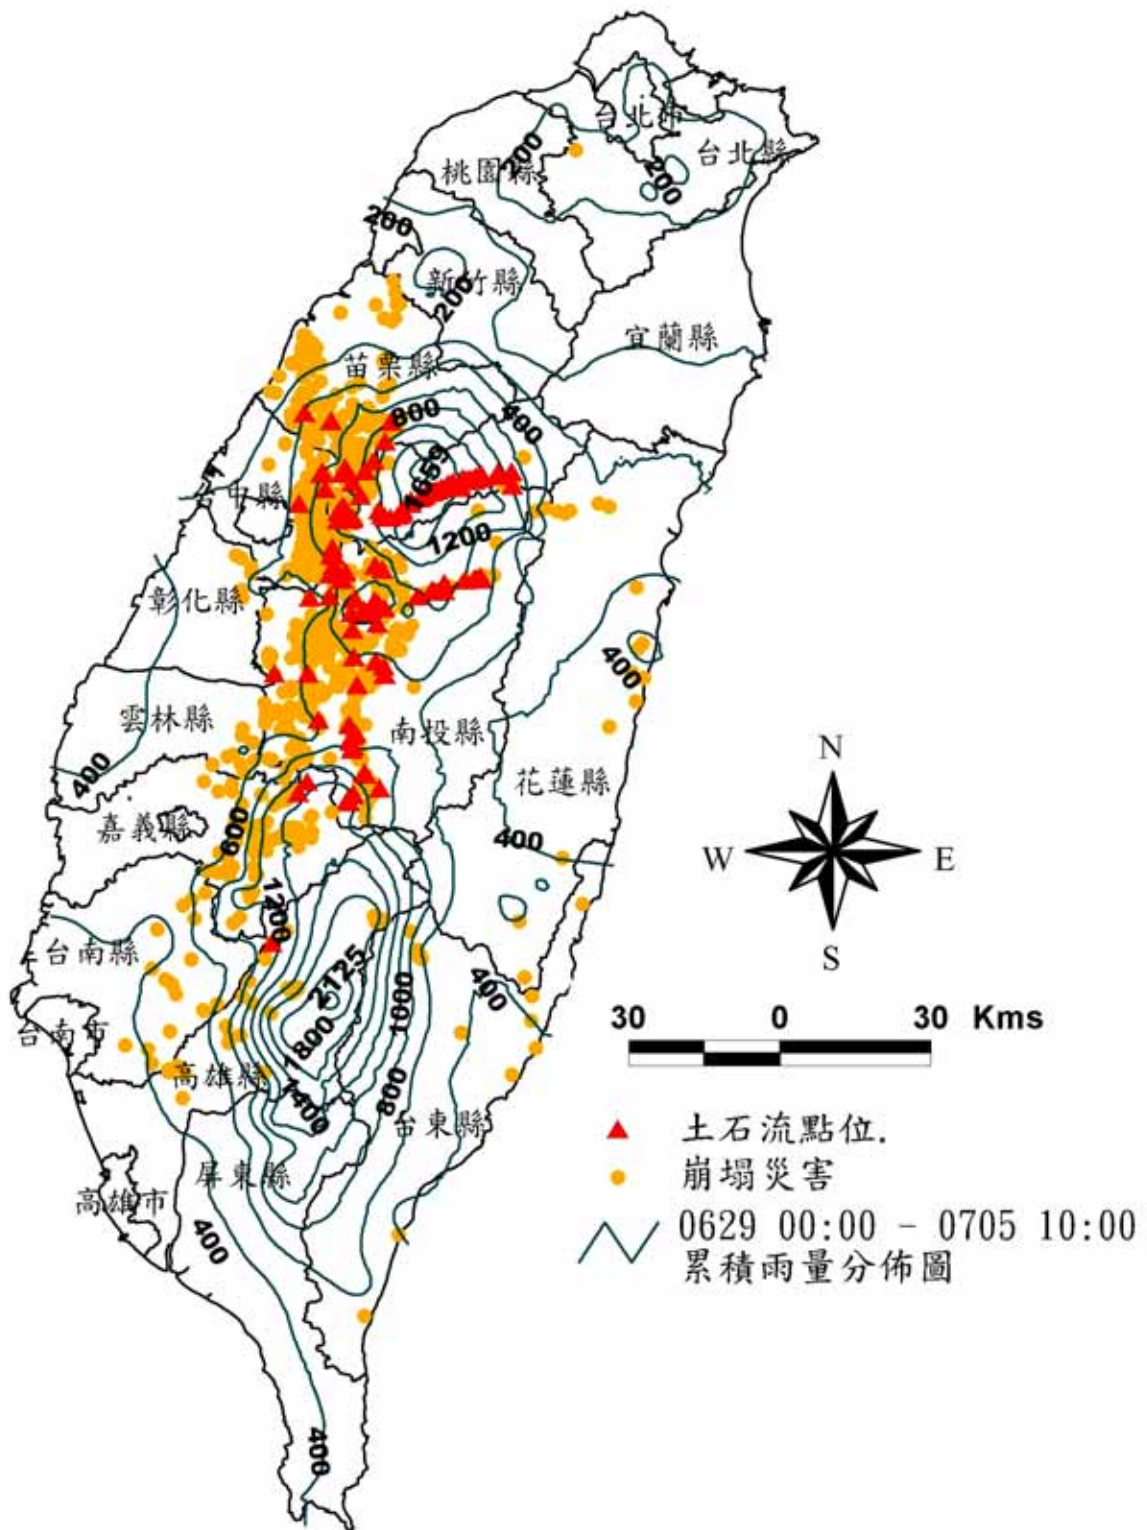 台北市
台北縣
桃園縣
200
200
200
新竹縣
200
宜蘭縣
苗栗縣
800
400
1659
台中縣
1200
彰化縣
400
雲林縣
南投縣
400
花蓮縣
嘉義縣
600
400
1200
台南縣
2125
400
1000
台南市
1800
高雄縣
1400
800
台東縣
屏東縣
高雄市
400
400
N
W
E
S
30 0 30 Kms
土石流點位.
崩塌災害
0629 00:00 - 0705 10:00
累積雨量分佈圖